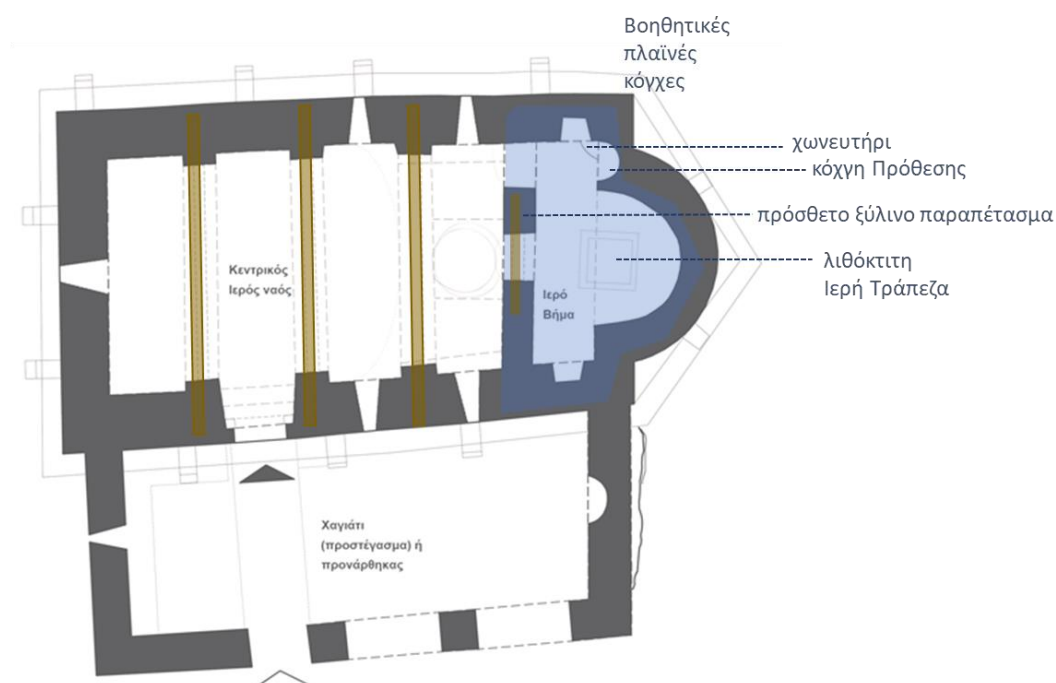 Βοηθητικές
πλαϊνές
κόγχες
χωνευτήρι
κόχγη Πρόθεσης
πρόσθετο ξύλινο παραπέτασμα
λιθόκτιτη
Ιερή Τράπεζα
Κεντρικός
Ιερός ναός
Ιερό
Βήμα
Χαγιάτι
(προστέγασμα) ή
προνάρθηκας